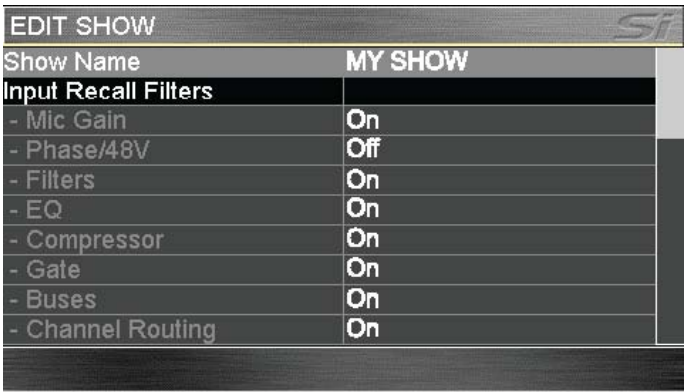 EDIT SHOW Si
Show Name MY SHOW
Input Recall Filters
- Mic Gain On
- Phase/48V Off
- Filters On
- EQ On
- Compressor On
- Gate On
- Buses On
- Channel Routing On